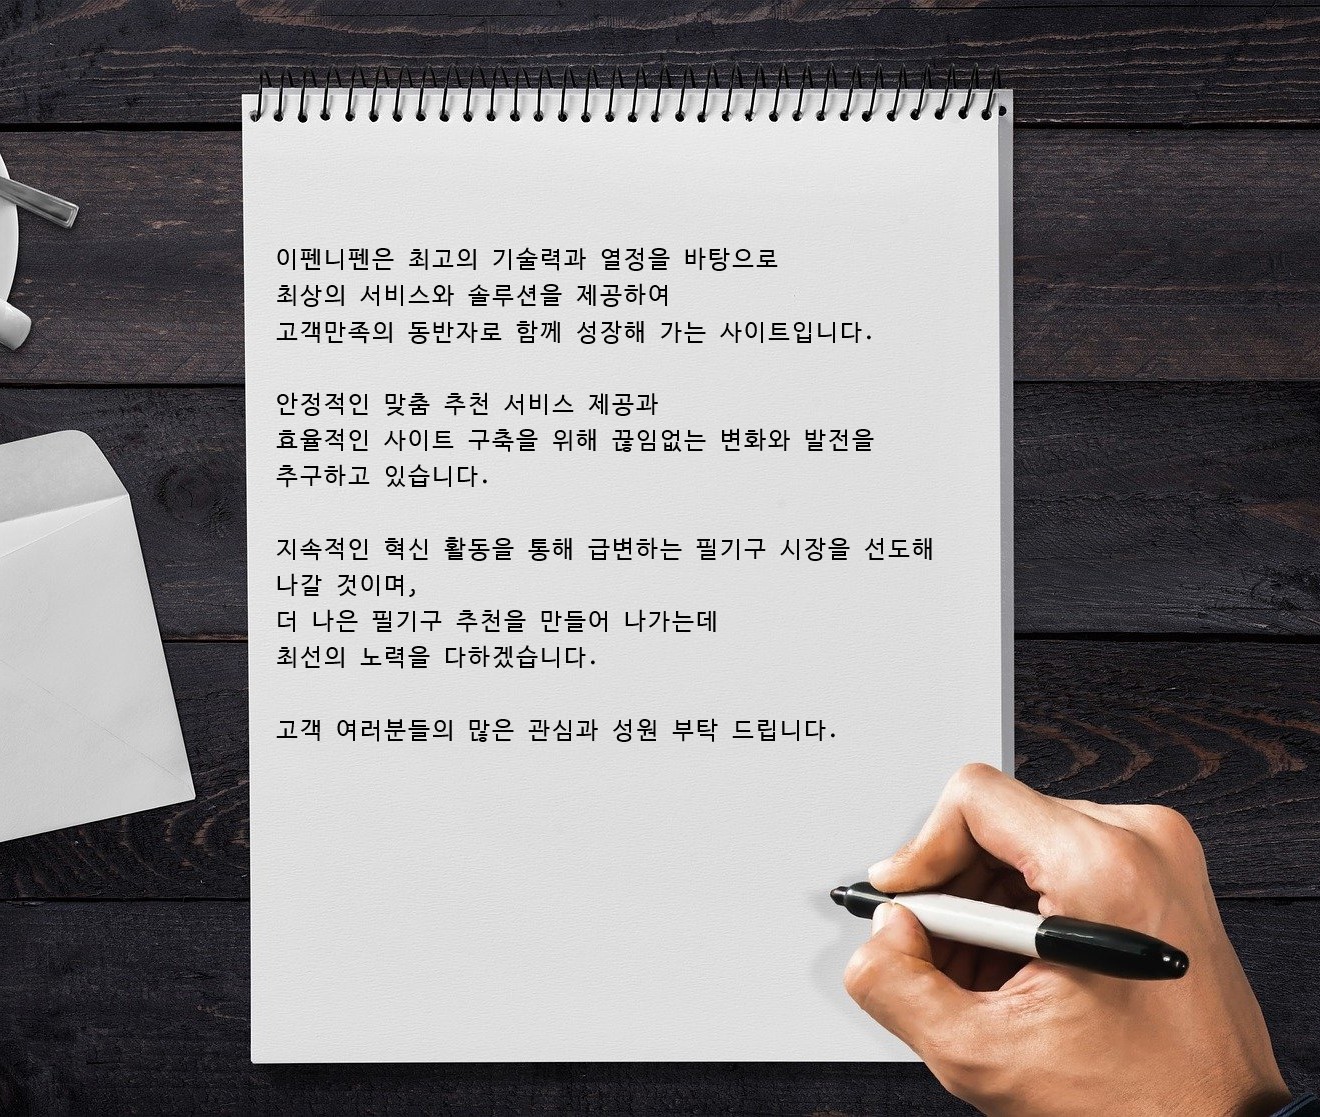 이펜니펜은 최고의 기술력과 열정을 바탕으로
최상의 서비스와 솔루션을 제공하여
고객만족의 동반자로 함께 성장해 가는 사이트입니다.
안정적인 맞춤 추천 서비스 제공과
효율적인 사이트 구축을 위해 끊임없는 변화와 발전을
추구하고 있습니다.
지속적인 혁신 활동을 통해 급변하는 필기구 시장을 선도해
나갈 것이며,
더 나은 필기구 추천을 만들어 나가는데
최선의 노력을 다하겠습니다.
고객 여러분들의 많은 관심과 성원 부탁 드립니다.